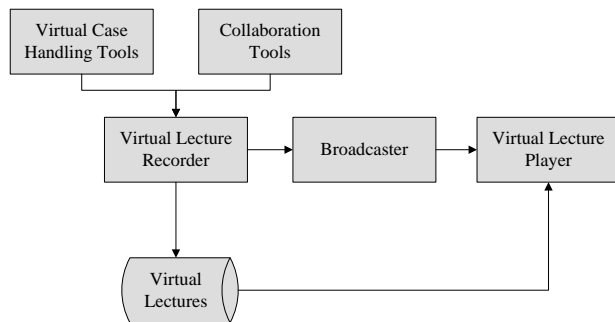 Virtual Case
Handling Tools
Collaboration
Tools
Virtual Lecture
Recorder
Broadcaster
Virtual Lecture
Player
Virtual
Lectures